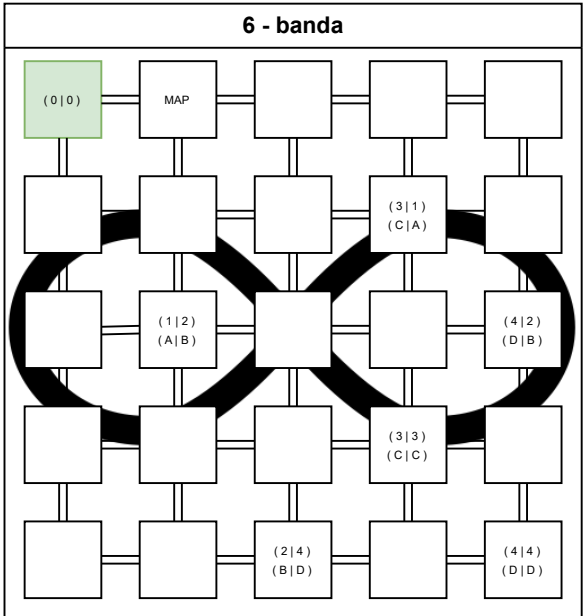 6 - banda
( 0 | 0 )
MAP
( 3 | 1 )
( C | A )
( 1 | 2 )
( A | B )
( 4 | 2 )
( D | B )
( 3 | 3 )
( C | C )
( 2 | 4 )
( B | D )
( 4 | 4 )
( D | D )